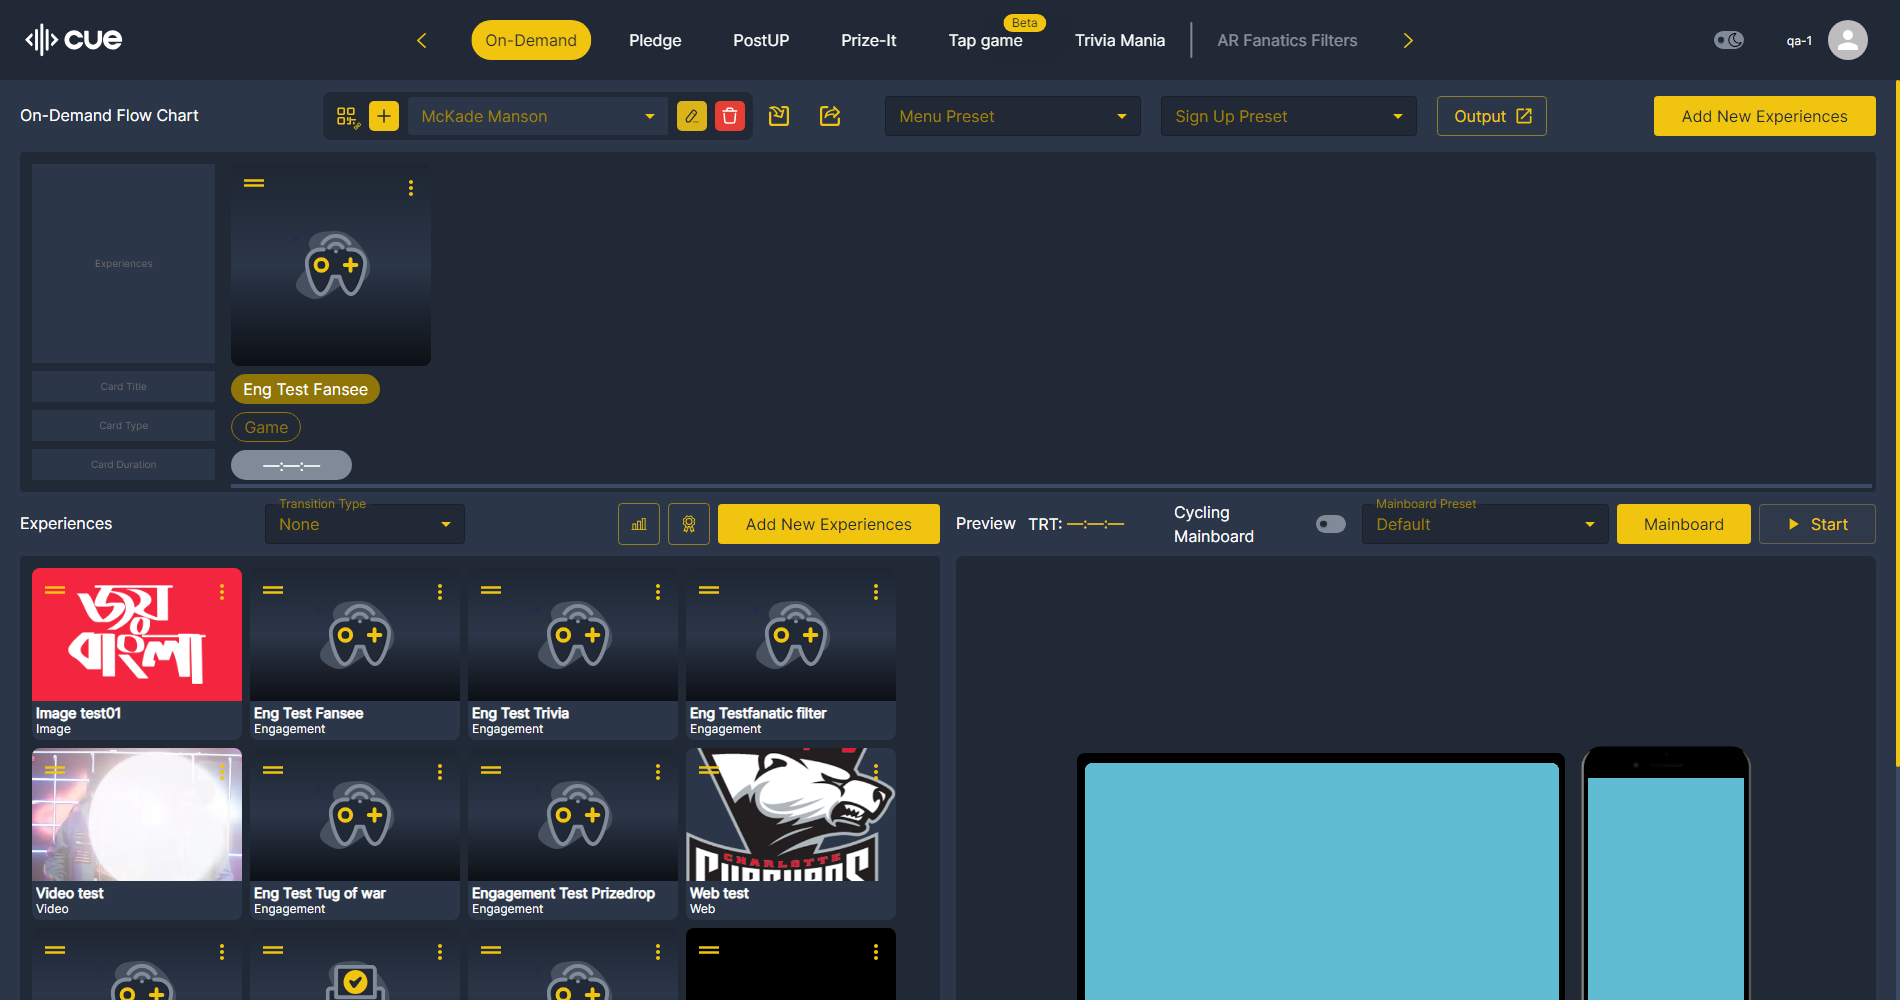 cue
On-Demand
Pledge
PostUP
Prize-It
Beta
Tap game
Trivia Mania
AR Fanatics Filters
qa-1
On-Demand Flow Chart
McKade Manson
Menu Preset
Sign Up Preset
Output
Add New Experiences
Experiences
Card Title
Card Type
Card Duration
Eng Test Fansee
Game
—:—:—
Experiences
Transition Type
None
Add New Experiences
Preview
TRT: —:—:—
Cycling
Mainboard
Mainboard Preset
Default
Mainboard
Start
জয়
বাংলা
Image test01
Image
Eng Test Fansee
Engagement
Eng Test Trivia
Engagement
Eng Testfanatic filter
Engagement
Video test
Video
Eng Test Tug of war
Engagement
Engagement Test Prizedrop
Engagement
CHARLOTTE
Web test
Web